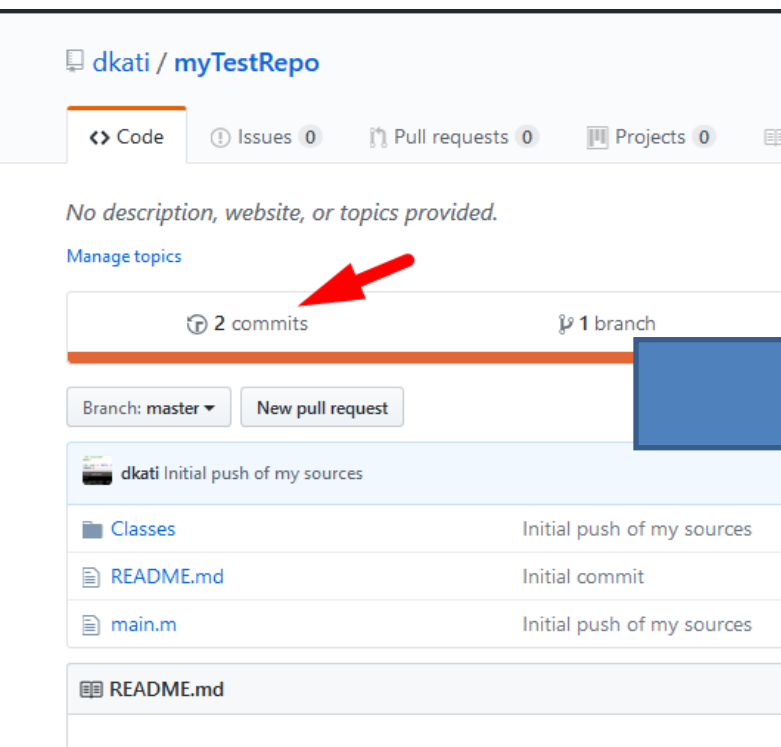 dkati / myTestRepo
Code Issues 0 Pull requests 0 Projects 0
No description, website, or topics provided.
Manage topics
2 commits 1 branch
Branch: master New pull request
dkati Initial push of my sources
Classes Initial push of my sources
README.md Initial commit
main.m Initial push of my sources
README.md